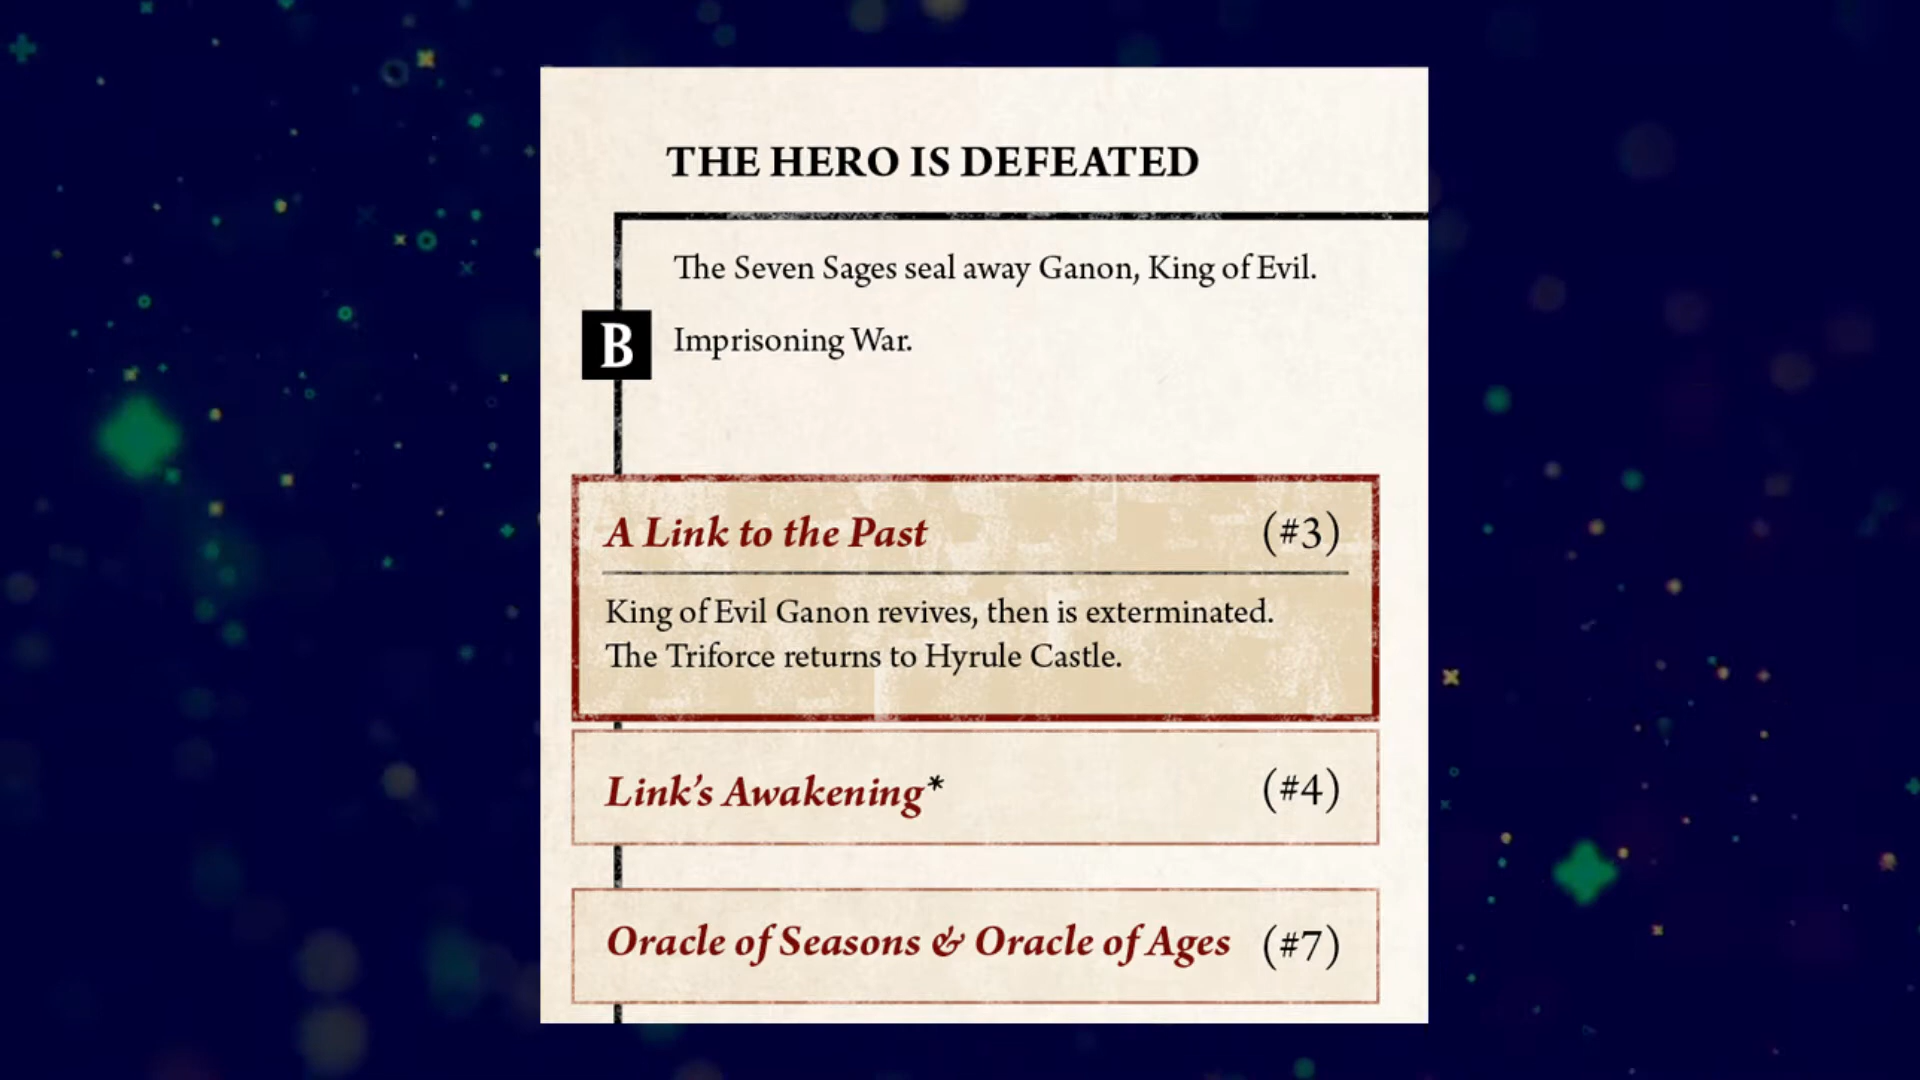 THE HERO IS DEFEATED
The Seven Sages seal away Ganon, King of Evil.
B
Imprisoning War.
A Link to the Past (#3)
King of Evil Ganon revives, then is exterminated.
The Triforce returns to Hyrule Castle.
Link's Awakening* (#4)
Oracle of Seasons & Oracle of Ages (#7)